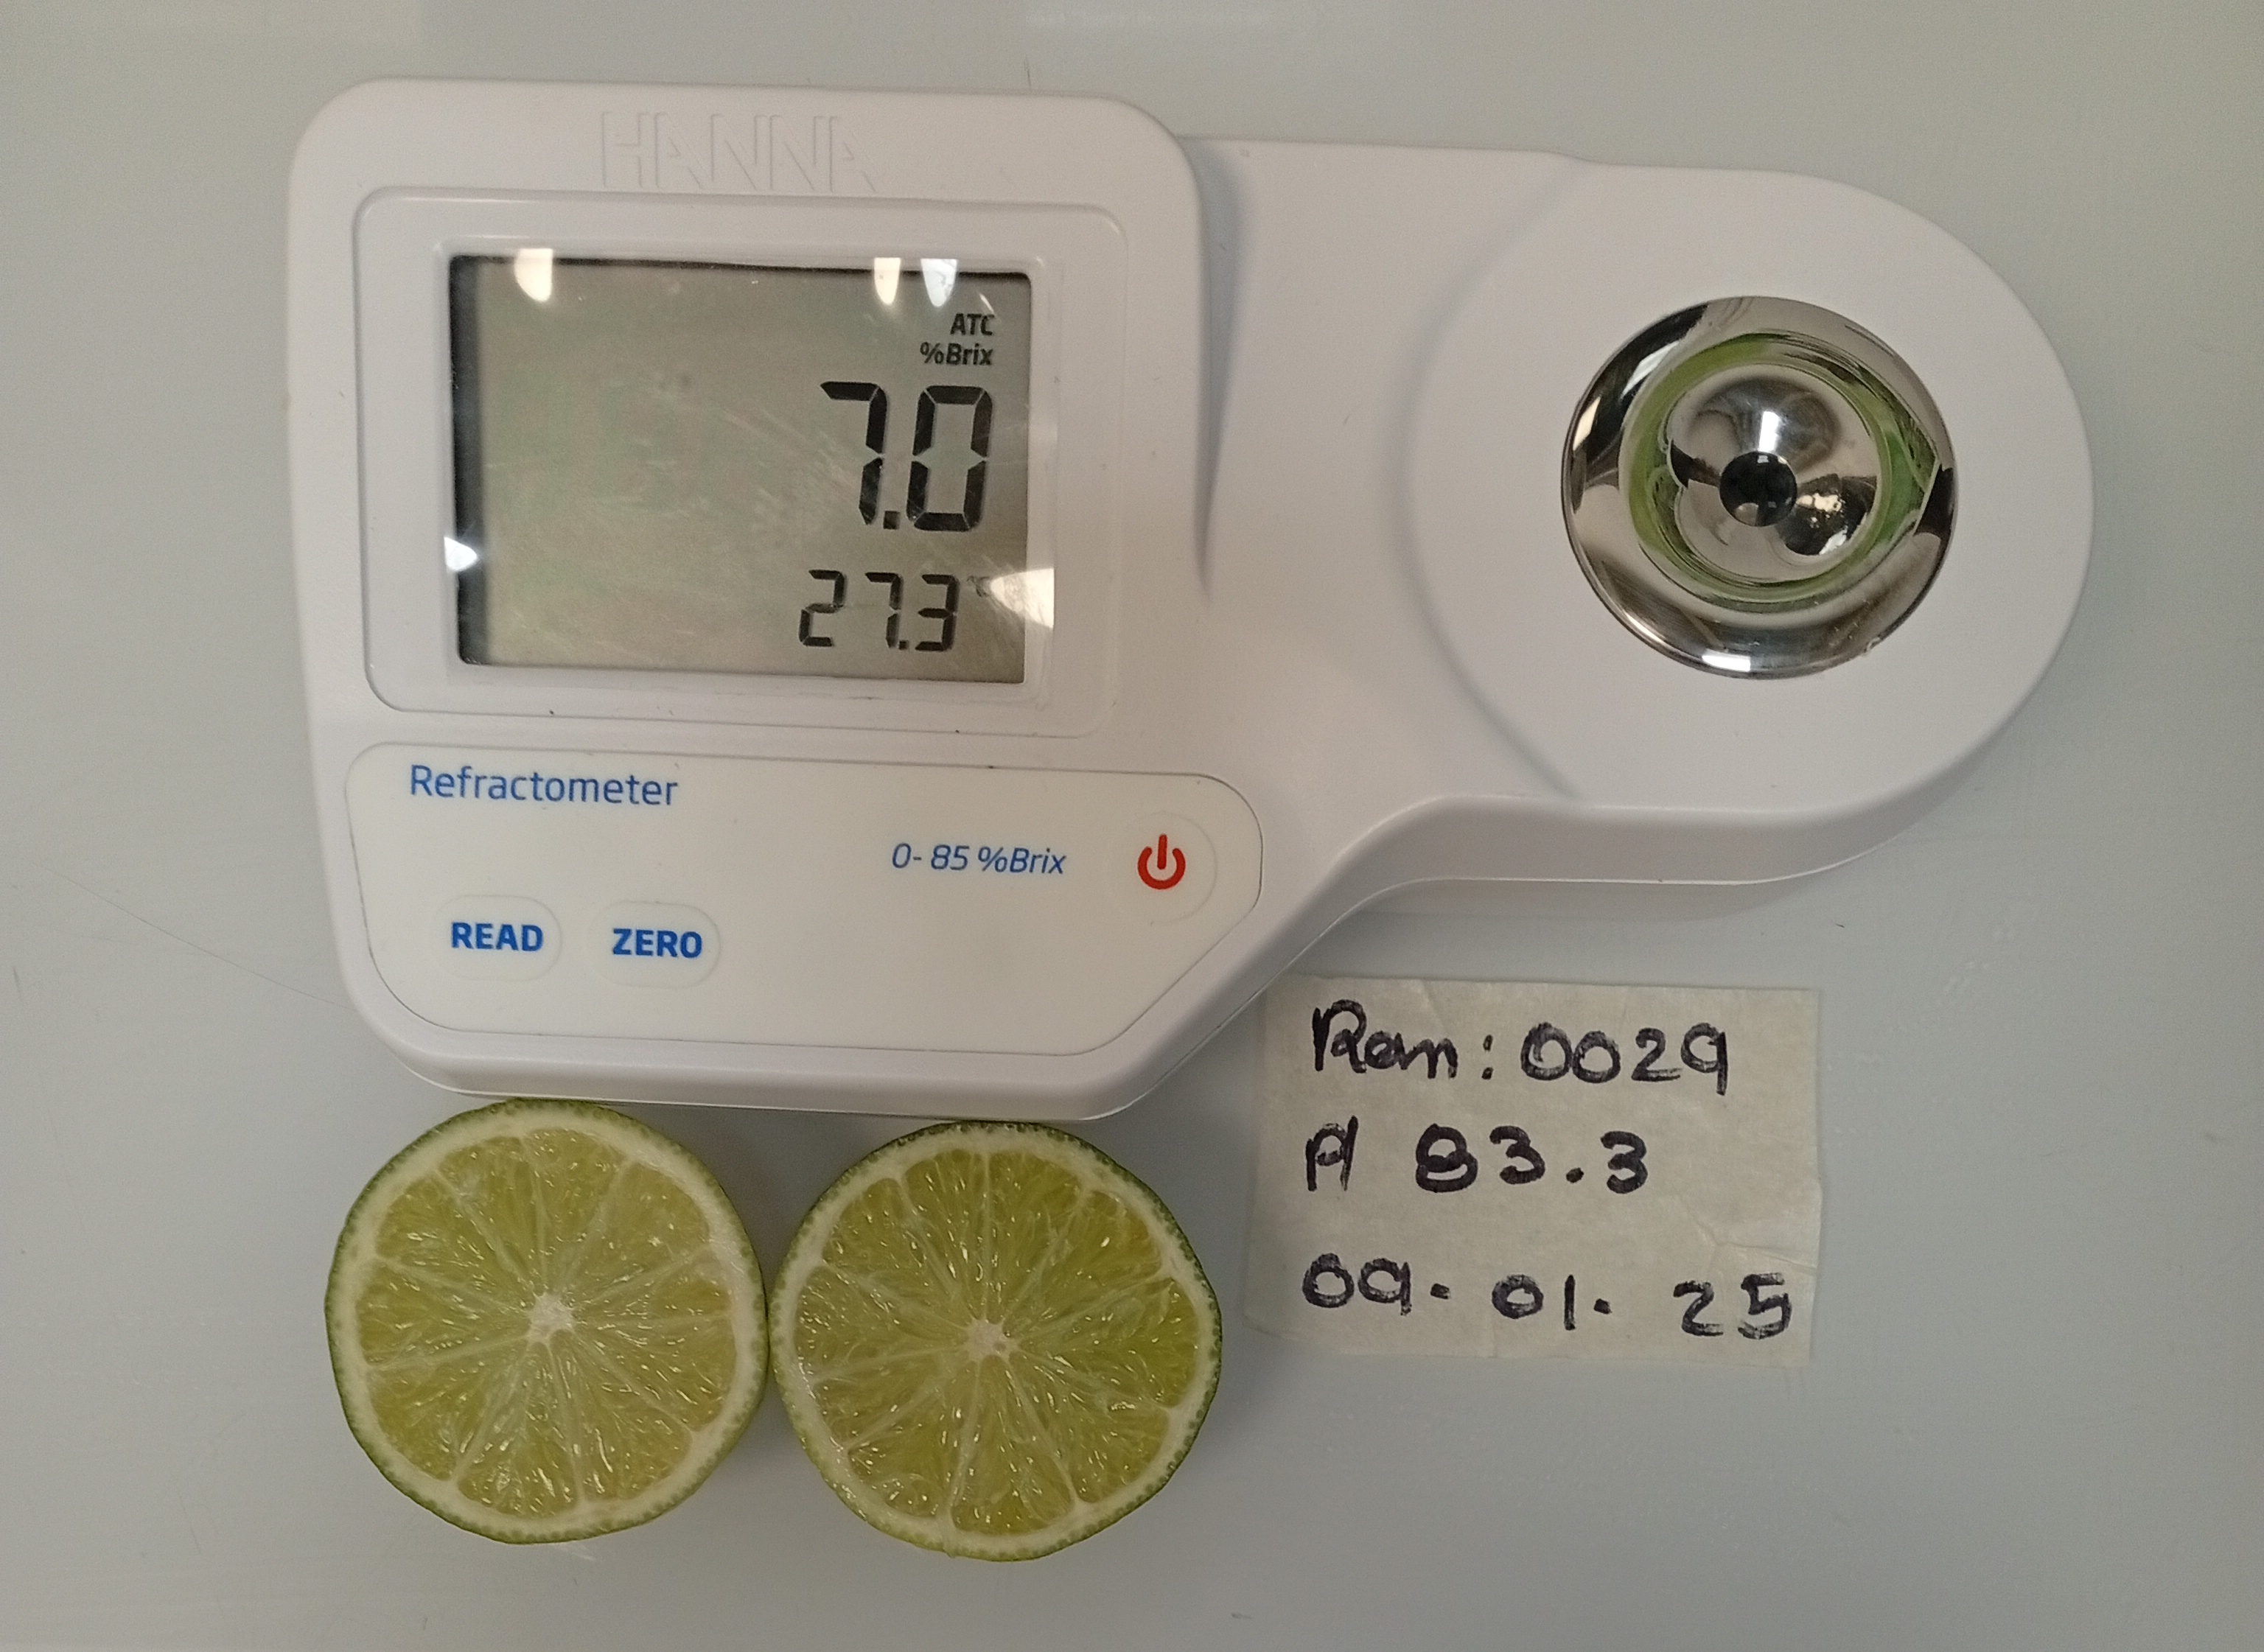 HANNA
ATC
%Brix
7.0
27.3°C
Refractometer
0-85 %Brix
READ ZERO
Ran: 0029
A 83.3
09.01.25